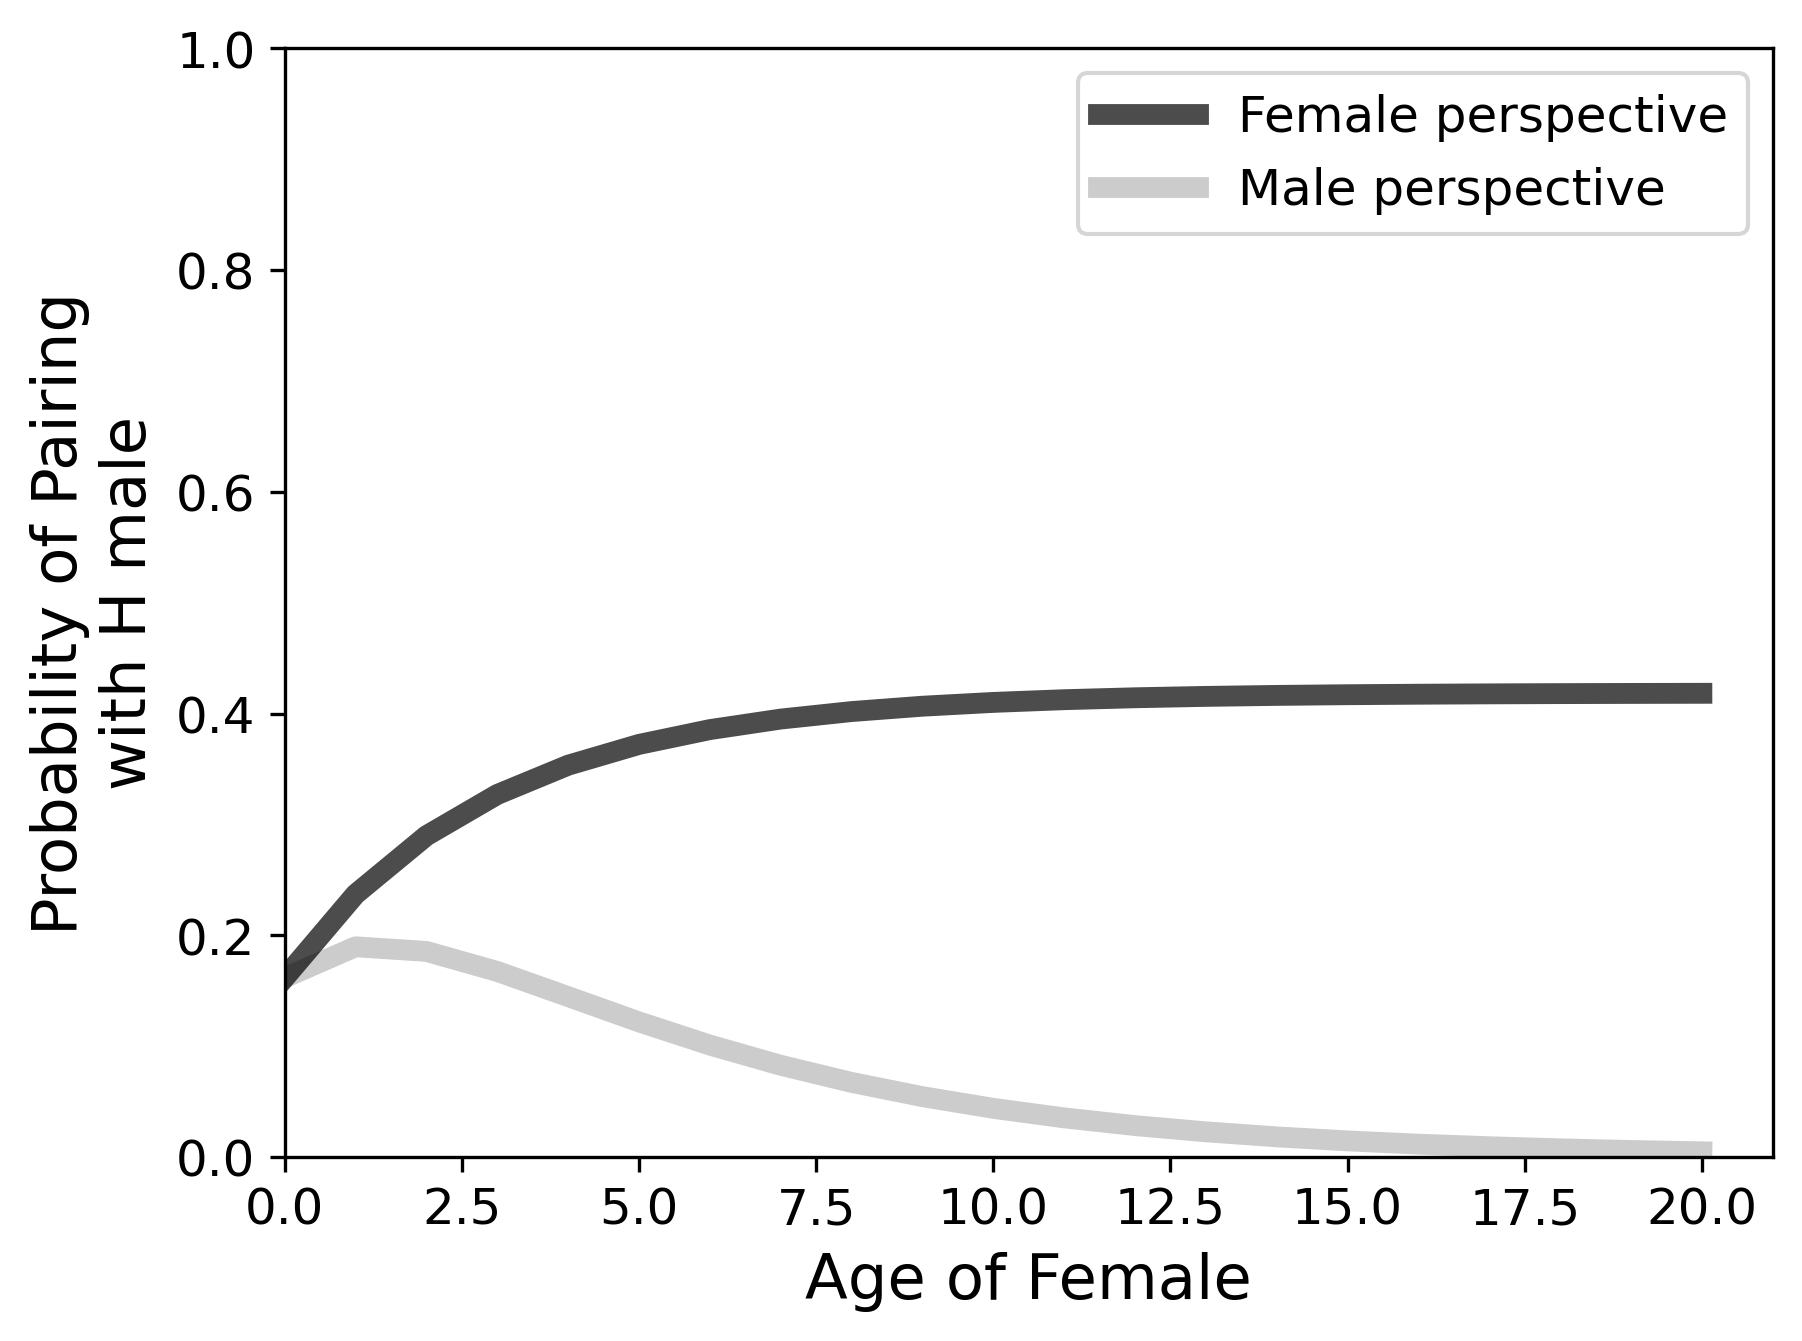 Probability of Pairing
with H male
1.0
0.8
0.6
0.4
0.2
0.0
Female perspective
Male perspective
0.0 2.5 5.0 7.5 10.0 12.5 15.0 17.5 20.0
Age of Female